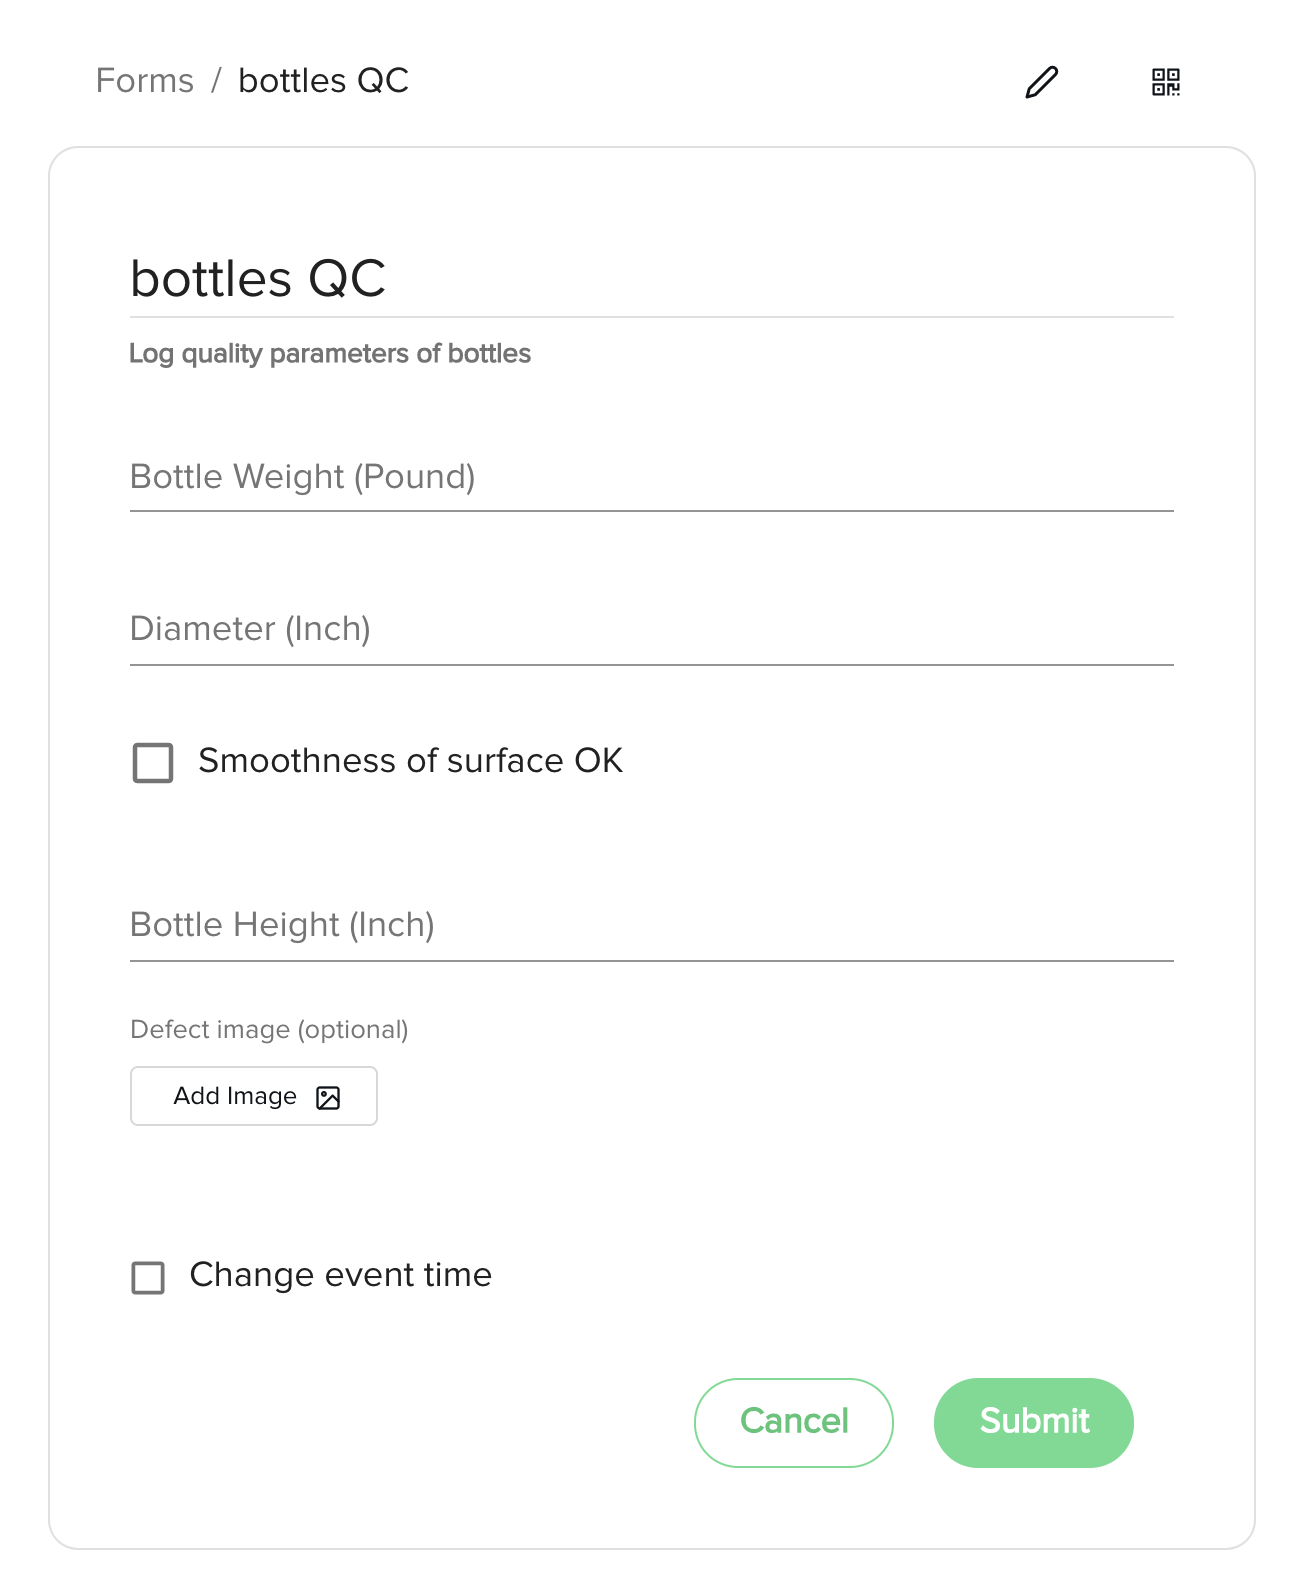 Forms / bottles QC
bottles QC
Log quality parameters of bottles
Bottle Weight (Pound)
Diameter (Inch)
Smoothness of surface OK
Bottle Height (Inch)
Defect image (optional)
Add Image
Change event time
Cancel Submit